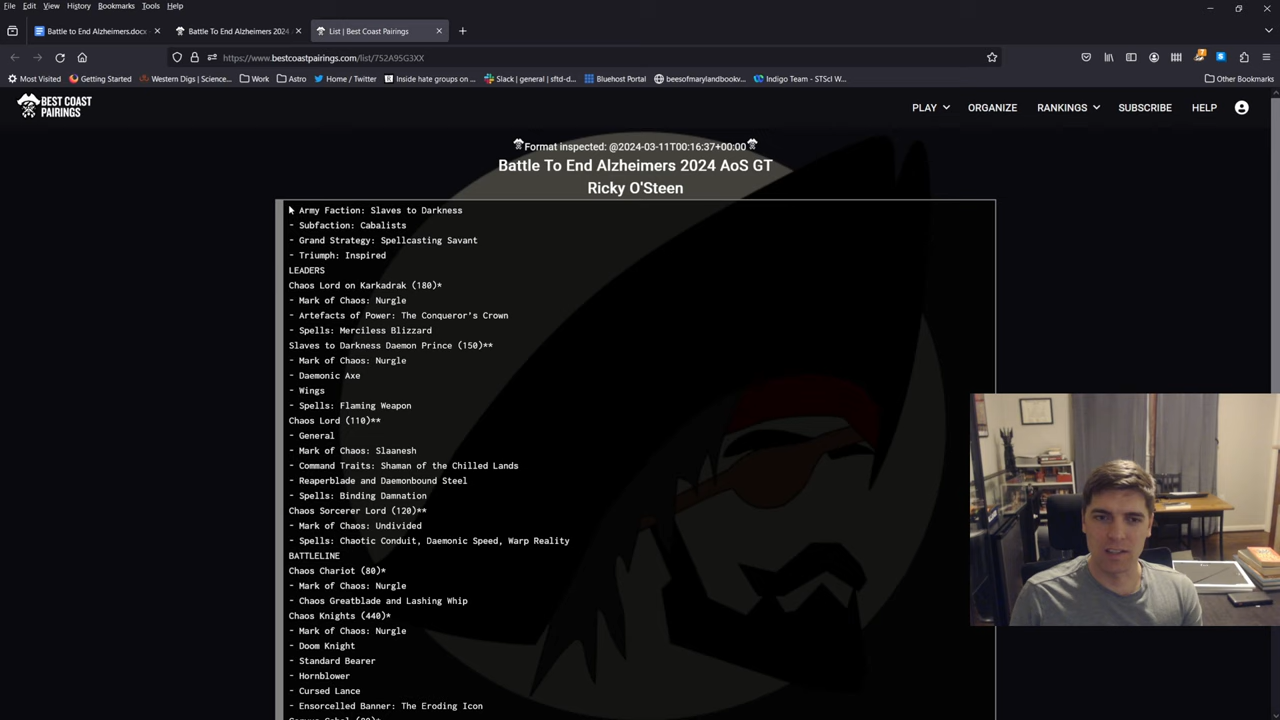 File Edit View History Bookmarks Tools Help
Battle to End Alzheimers.docx
Battle To End Alzheimers 2024
List | Best Coast Pairings
https://www.bestcoastpairings.com/list/752A95G3XX
Most Visited
Getting Started
Western Digs | Science...
Work
Astro
Home / Twitter
Inside hate groups on ...
Slack | general | sftd-d...
Bluehost Portal
beesofmarylandbookv...
Indigo Team - STScI W...
Other Bookmarks
BEST COAST
PAIRINGS
PLAY
ORGANIZE
RANKINGS
SUBSCRIBE
HELP
Format inspected: @2024-03-11T00:16:37+00:00
Battle To End Alzheimers 2024 AoS GT
Ricky O'Steen
- Army Faction: Slaves to Darkness
- Subfaction: Cabalists
- Grand Strategy: Spellcasting Savant
- Triumph: Inspired
LEADERS
Chaos Lord on Karkadrak (180)*
- Mark of Chaos: Nurgle
- Artefacts of Power: The Conqueror's Crown
- Spells: Merciless Blizzard
Slaves to Darkness Daemon Prince (150)**
- Mark of Chaos: Nurgle
- Daemonic Axe
- Wings
- Spells: Flaming Weapon
Chaos Lord (110)**
- General
- Mark of Chaos: Slaanesh
- Command Traits: Shaman of the Chilled Lands
- Reaperblade and Daemonbound Steel
- Spells: Binding Damnation
Chaos Sorcerer Lord (120)**
- Mark of Chaos: Undivided
- Spells: Chaotic Conduit, Daemonic Speed, Warp Reality
BATTLELINE
Chaos Chariot (80)*
- Mark of Chaos: Nurgle
- Chaos Greatblade and Lashing Whip
Chaos Knights (440)*
- Mark of Chaos: Nurgle
- Doom Knight
- Standard Bearer
- Hornblower
- Cursed Lance
- Ensorcelled Banner: The Eroding Icon